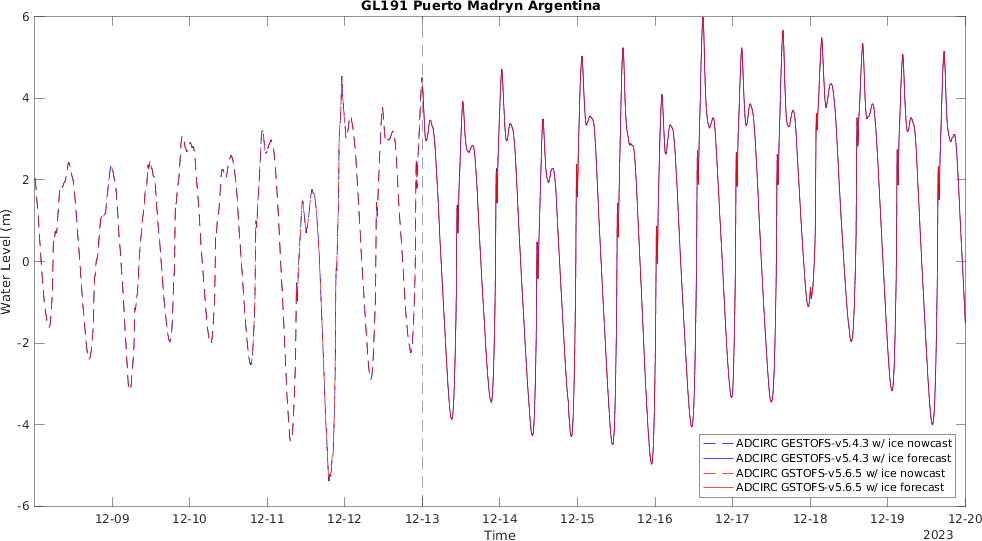 GL191 Puerto Madryn Argentina
Water Level (m)
6
4
2
0
-2
-4
-6
ADCIRC GESTOFS-v5.4.3 w/ ice nowcast
ADCIRC GESTOFS-v5.4.3 w/ ice forecast
ADCIRC GSTOFS-v5.6.5 w/ ice nowcast
ADCIRC GSTOFS-v5.6.5 w/ ice forecast
12-09 12-10 12-11 12-12 12-13 12-14 12-15 12-16 12-17 12-18 12-19 12-20
Time 2023